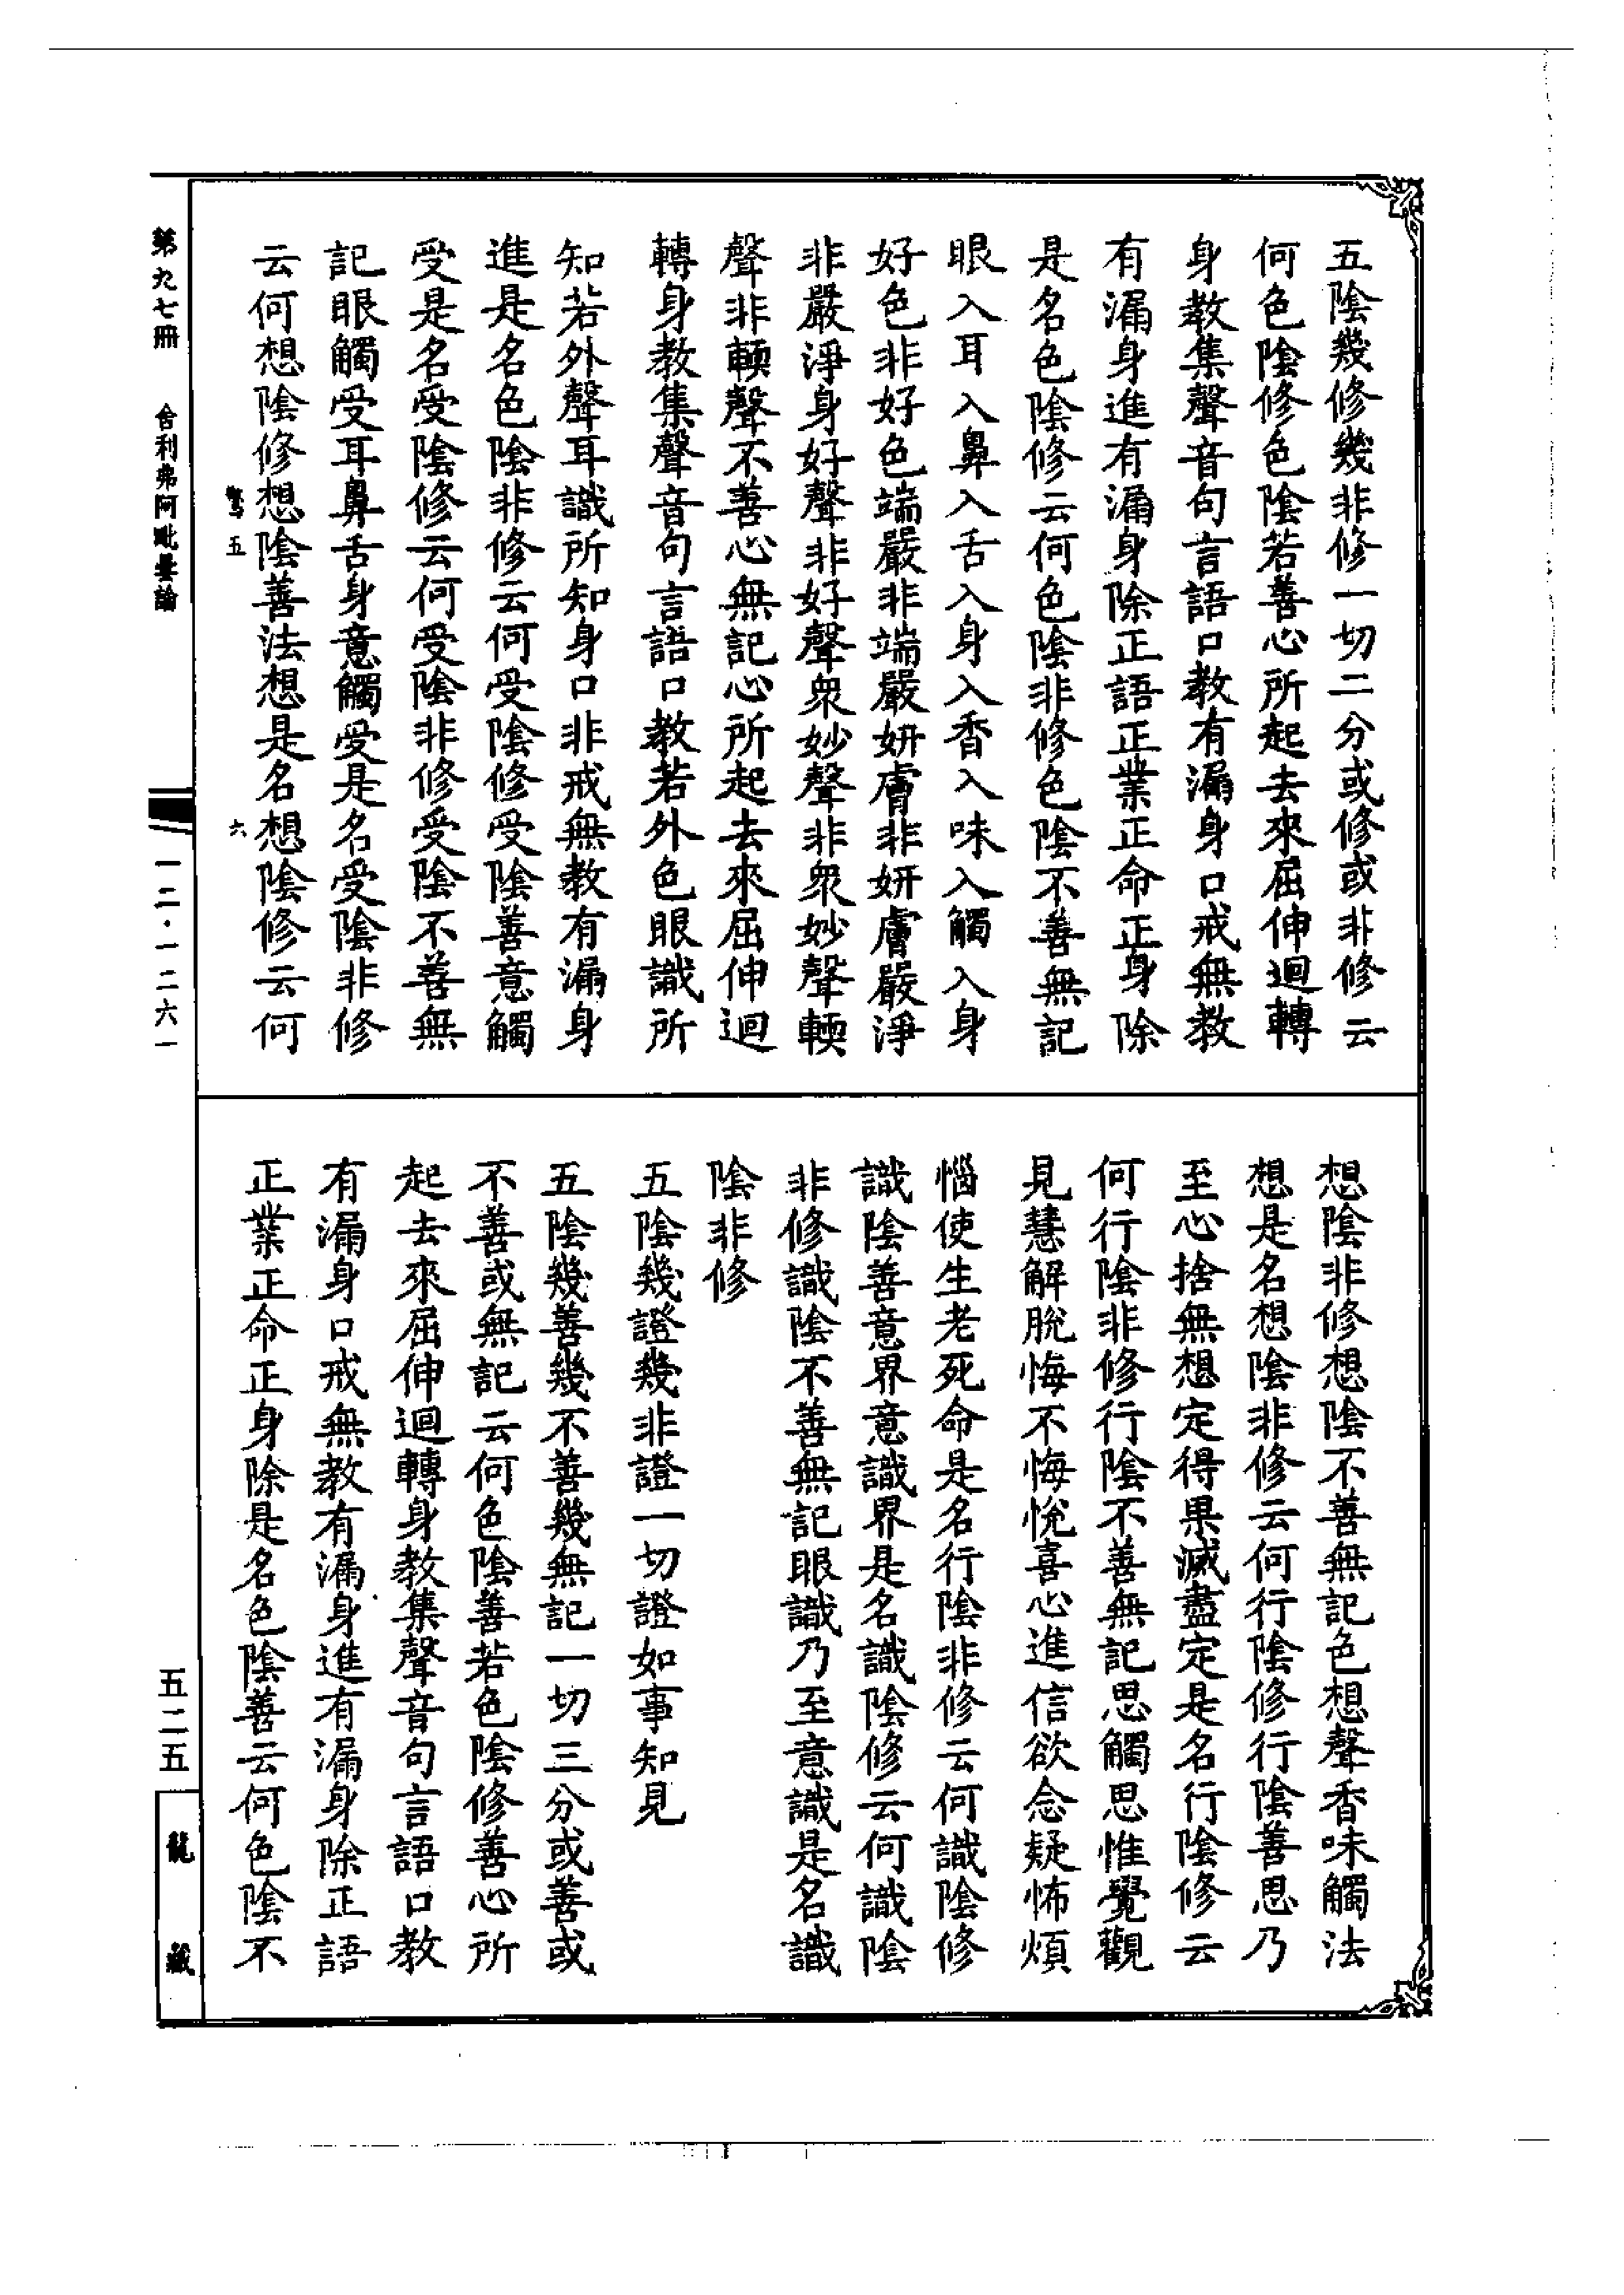 五陰幾修幾非修一切二分或修或非修云
何色陰修色陰若善心所起去來屈伸迴轉
身教集聲音句言語口教有漏身口戒無教
有漏身進有漏身除正語正業正命正身除
是名色陰修云何色陰非修色陰不善無記
眼入耳入鼻入舌入身入香入味入觸入身
好色非好色端嚴非端嚴妍膚非妍膚嚴淨
非嚴淨身好聲非好聲衆妙聲非衆妙聲輭
聲非輭聲不善心無記心所起去來屈伸迴
轉身教集聲音句言語口教若外色眼識所
知若外聲耳識所知身口非戒無教有漏身
進是名色陰非修云何受陰修受陰善意觸
受是名受陰修云何受陰非修受陰不善無
記眼觸受耳鼻舌身意觸受是名受陰非修
云何想陰修想陰善法想是名想陰修云何
想陰非修想陰不善無記色想聲香味觸法
想是名想陰非修云何行陰修行陰善思乃
至心捨無想定得果滅盡定是名行陰修云
何行陰非修行陰不善無記思觸思惟覺觀
見慧解脫悔不悔悅喜心進信欲念疑怖煩
惱使生老死命是名行陰非修云何識陰修
識陰善意界意識界是名識陰修云何識陰
非修識陰不善無記眼識乃至意識是名識
陰非修
五陰幾證幾非證一切證如事知見
五陰幾善幾不善幾無記一切三分或善或
不善或無記云何色陰善若色陰修善心所
起去來屈伸迴轉身教集聲音句言語口教
有漏身口戒無教有漏身進有漏身除正語
正業正命正身除是名色陰善云何色陰不
五 六
第九七冊 舍利弗阿毗曇論 一二·一二六一
五二五
龍藏